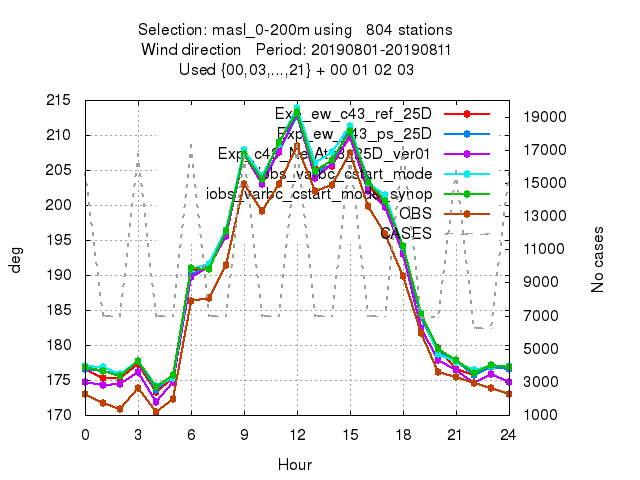 Selection: masl_0-200m using 804 stations
Wind direction Period: 20190801-20190811
Used {00,03,...,21} + 00 01 02 03
215
210
205
200
195
190
185
180
175
170
deg
Exp_ew_c43_ref_25D
Exp_ew_c43_ps_25D
OBS
CASES
19000
17000
15000
13000
11000
9000
7000
5000
3000
1000
No cases
0 3 6 9 12 15 18 21 24
Hour